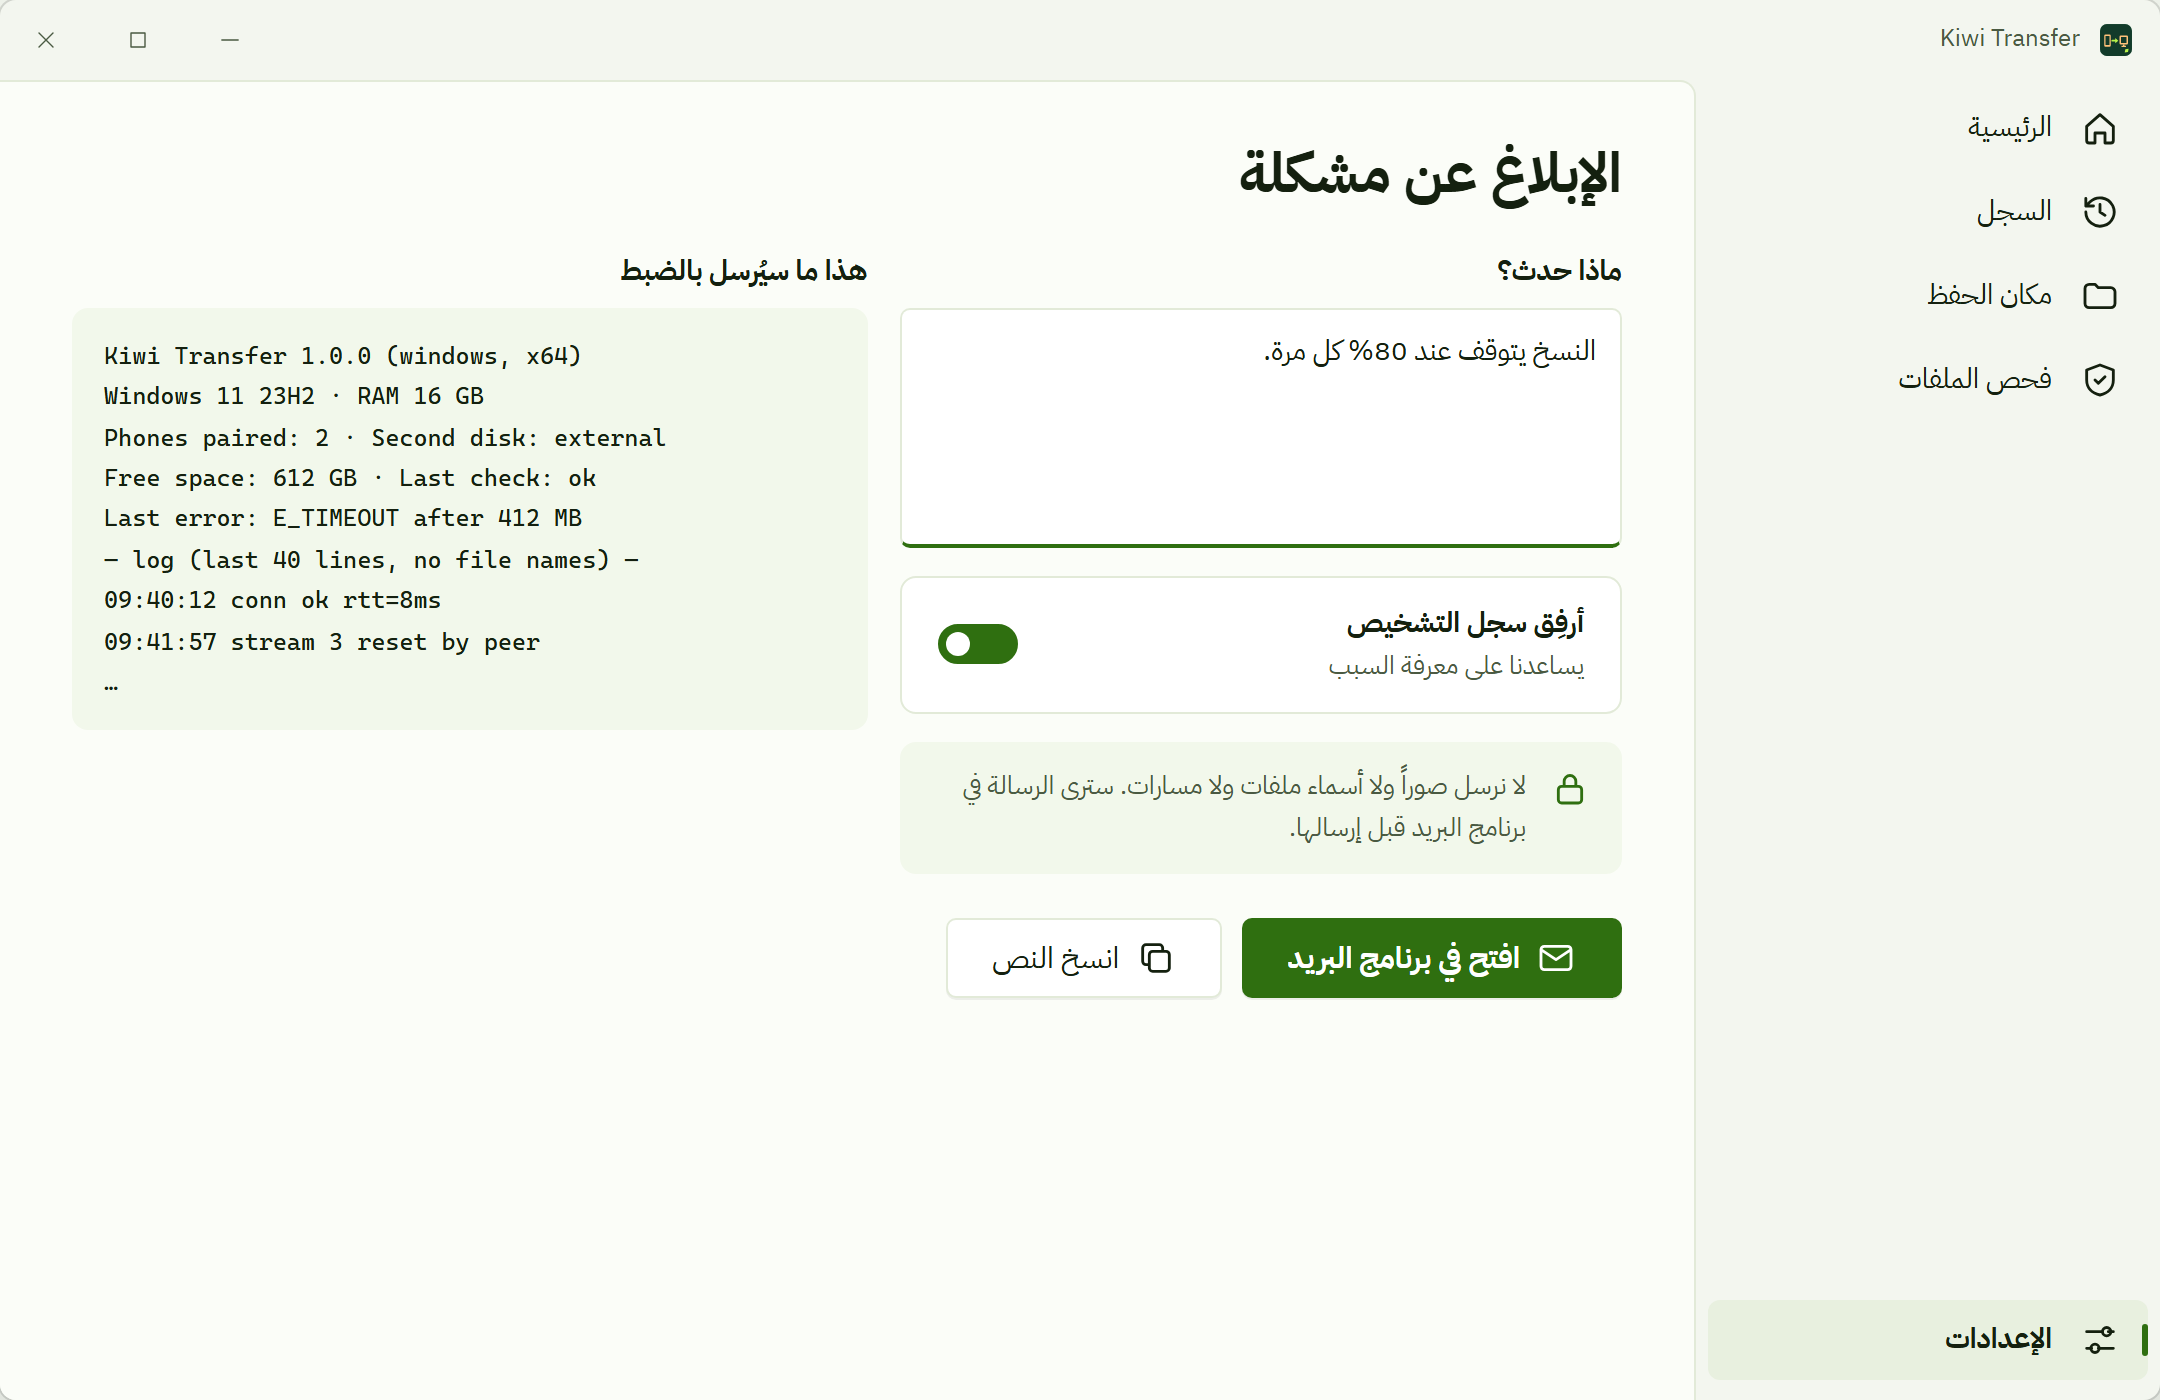 Kiwi Transfer
الرئيسية
السجل
مكان الحفظ
فحص الملفات
الإعدادات
الإبلاغ عن مشكلة
ماذا حدث؟
النسخ يتوقف عند 80% كل مرة.
أرفِق سجل التشخيص
يساعدنا على معرفة السبب
لا نرسل صوراً ولا أسماء ملفات ولا مسارات. سترى الرسالة في
برنامج البريد قبل إرسالها.
افتح في برنامج البريد
انسخ النص
هذا ما سيُرسل بالضبط
Kiwi Transfer 1.0.0 (windows, x64)
Windows 11 23H2 · RAM 16 GB
Phones paired: 2 · Second disk: external
Free space: 612 GB · Last check: ok
Last error: E_TIMEOUT after 412 MB
— log (last 40 lines, no file names) —
09:40:12 conn ok rtt=8ms
09:41:57 stream 3 reset by peer
…